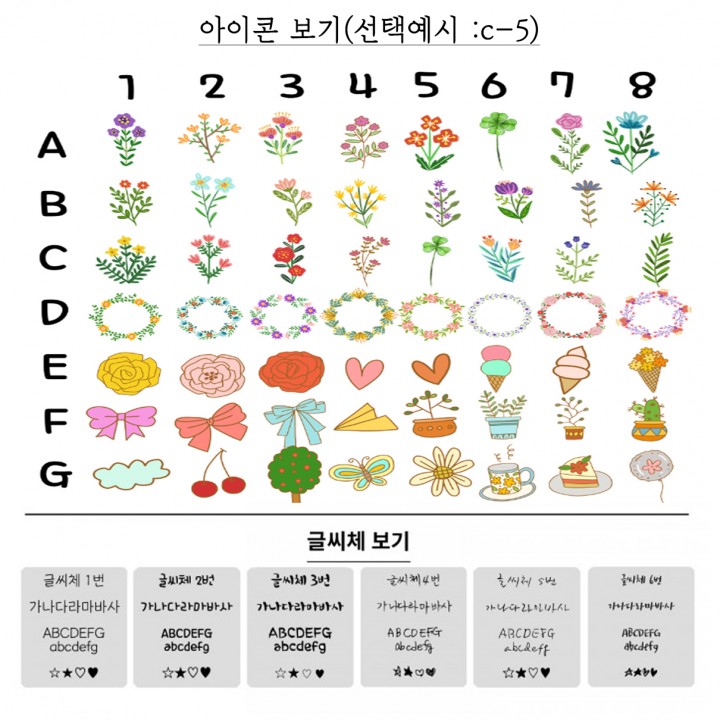 아이콘 보기(선택예시 :c-5)
1 2 3 4 5 6 7 8
A
B
C
D
E
F
G
글씨체 보기
글씨체 1번
가나다라마바사
ABCDEFG
abcdefg
☆★♡♥
글씨체 2번
가나다라마바사
ABCDEFG
abcdefg
☆★♡♥
글씨체 3번
가나다라마바사
ABCDEFG
abcdefg
☆★♡♥
글씨체 4번
가나다라마바사
ABCDEFG
abcdefg
☆★♡♥
글씨체 5번
가나다라마바사
ABCDEFG
abcdeff
☆★♡♥
글씨체 6번
가나다라마바사
ABCDEFG
abcdefg
☆★♡♥